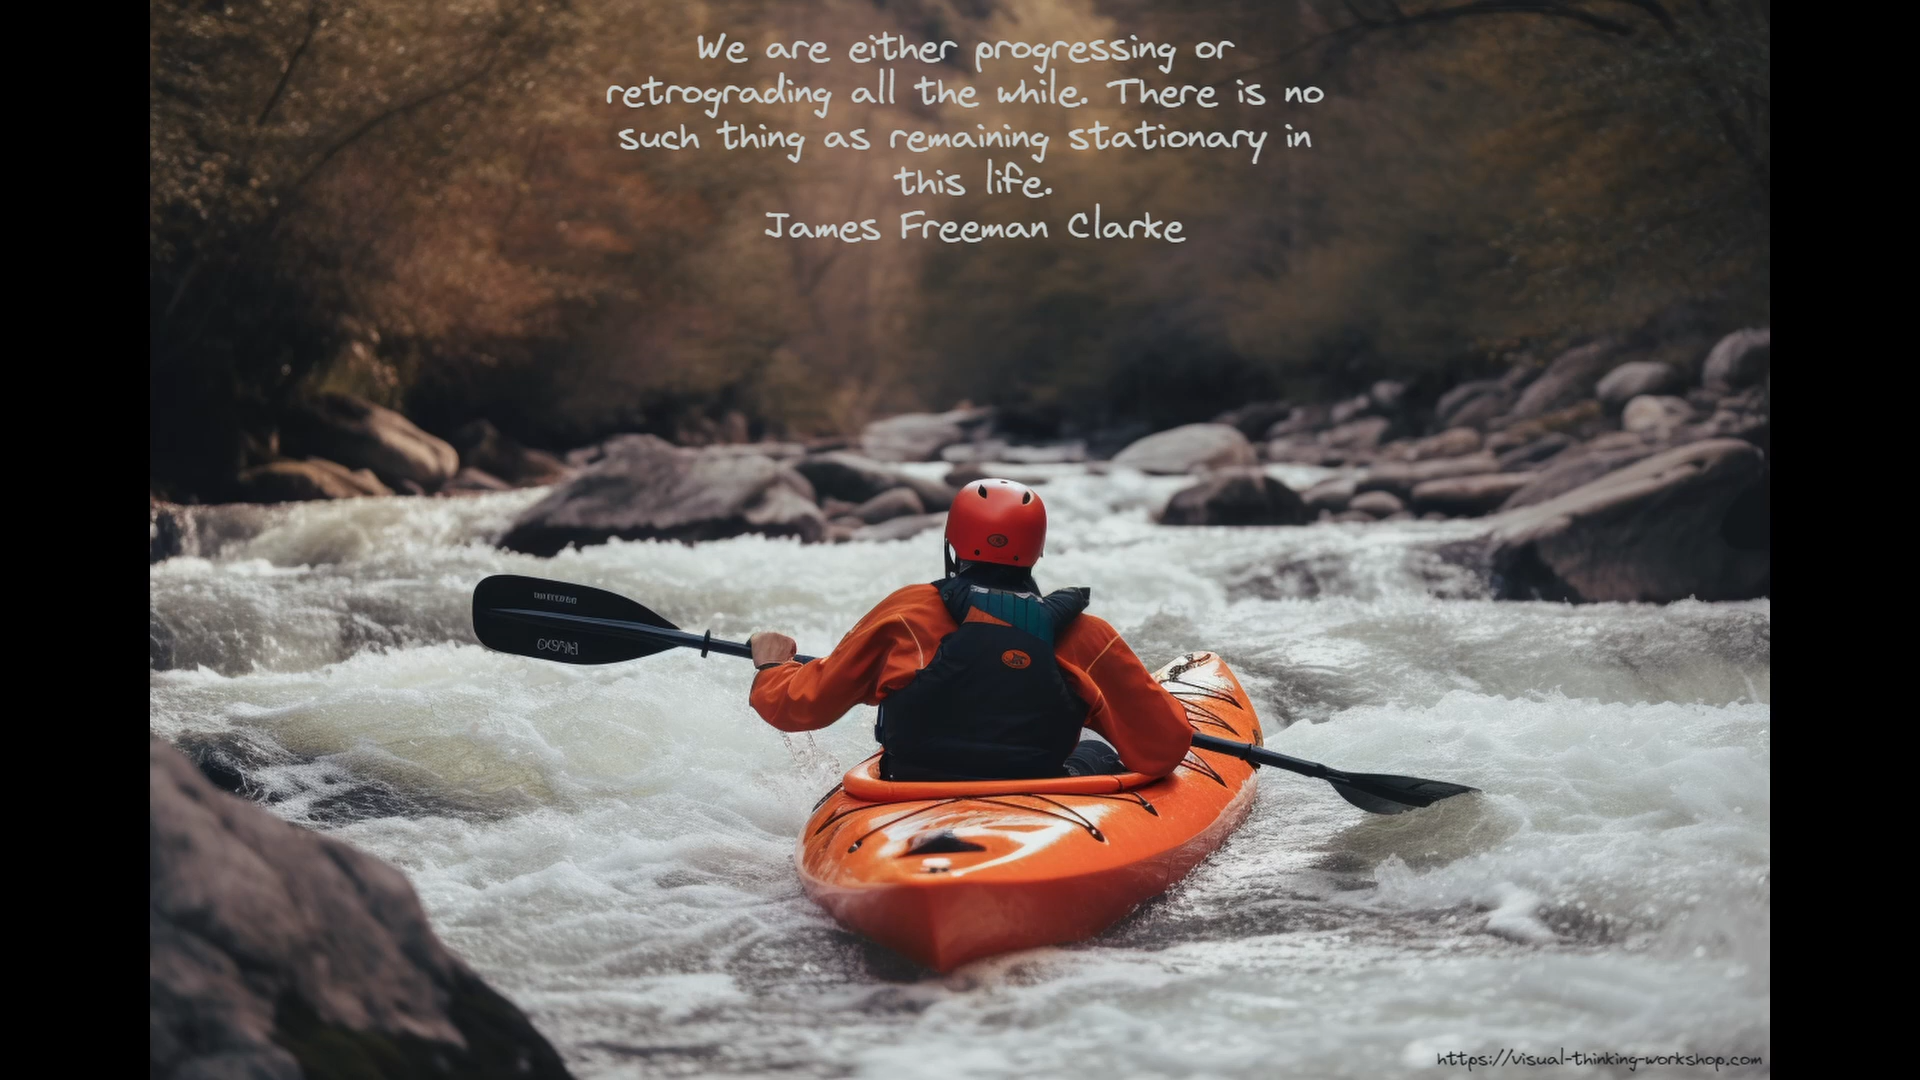 We are either progressing or
retrograding all the while. There is no
such thing as remaining stationary in
this life.
James Freeman Clarke
https://visual-thinking-workshop.com